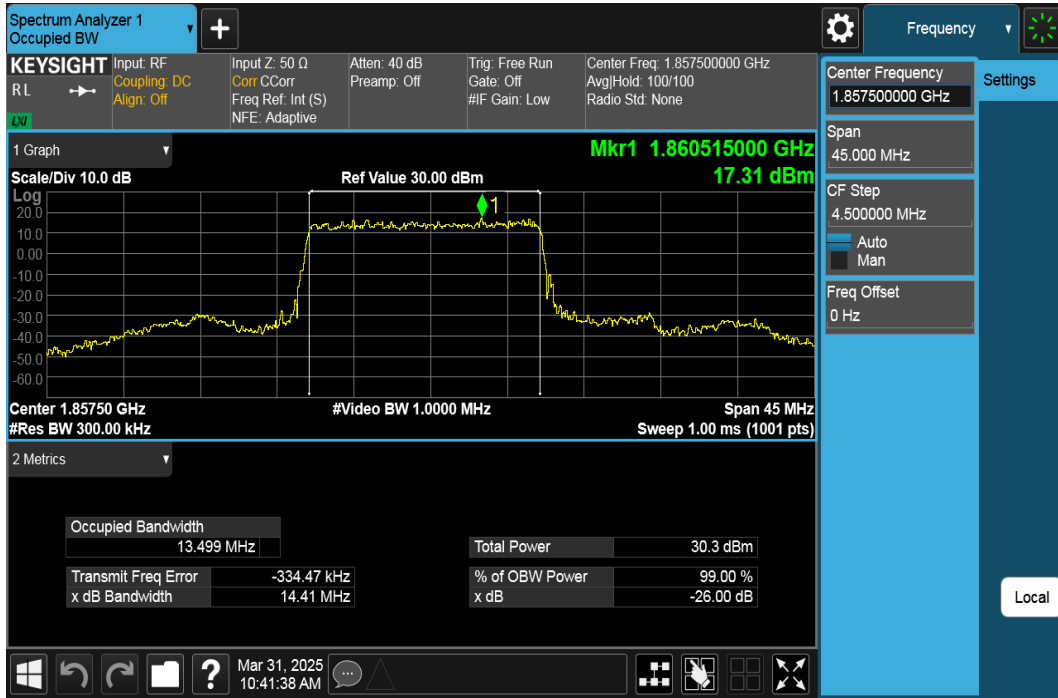 Spectrum Analyzer 1
Occupied BW
Frequency
KEYSIGHT
RL
LXI
Input: RF
Coupling: DC
Align: Off
Input Z: 50 Ω
Corr CCorr
Freq Ref: Int (S)
NFE: Adaptive
Atten: 40 dB
Preamp: Off
Trig: Free Run
Gate: Off
#IF Gain: Low
Center Freq: 1.857500000 GHz
Avg|Hold: 100/100
Radio Std: None
Center Frequency
1.857500000 GHz
Settings
Span
45.000 MHz
CF Step
4.500000 MHz
Auto
Man
Freq Offset
0 Hz
1 Graph
Mkr1 1.860515000 GHz
17.31 dBm
Scale/Div 10.0 dB
Ref Value 30.00 dBm
Log
20.0
10.0
0.00
-10.0
-20.0
-30.0
-40.0
-50.0
-60.0
1
Center 1.85750 GHz
#Video BW 1.0000 MHz
Span 45 MHz
#Res BW 300.00 kHz
Sweep 1.00 ms (1001 pts)
2 Metrics
Occupied Bandwidth
13.499 MHz
Total Power 30.3 dBm
Transmit Freq Error -334.47 kHz
% of OBW Power 99.00 %
x dB Bandwidth 14.41 MHz
x dB -26.00 dB
Local
?
Mar 31, 2025
10:41:38 AM